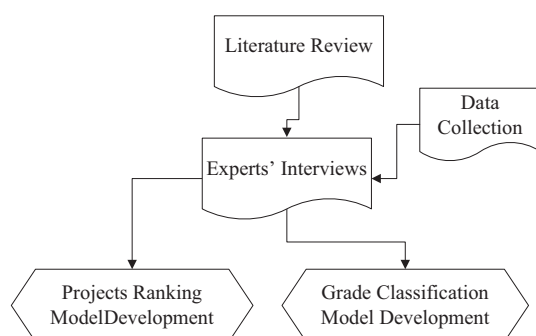 Literature Review
Data
Collection
Experts' Interviews
Projects Ranking
ModelDevelopment
Grade Classification
Model Development